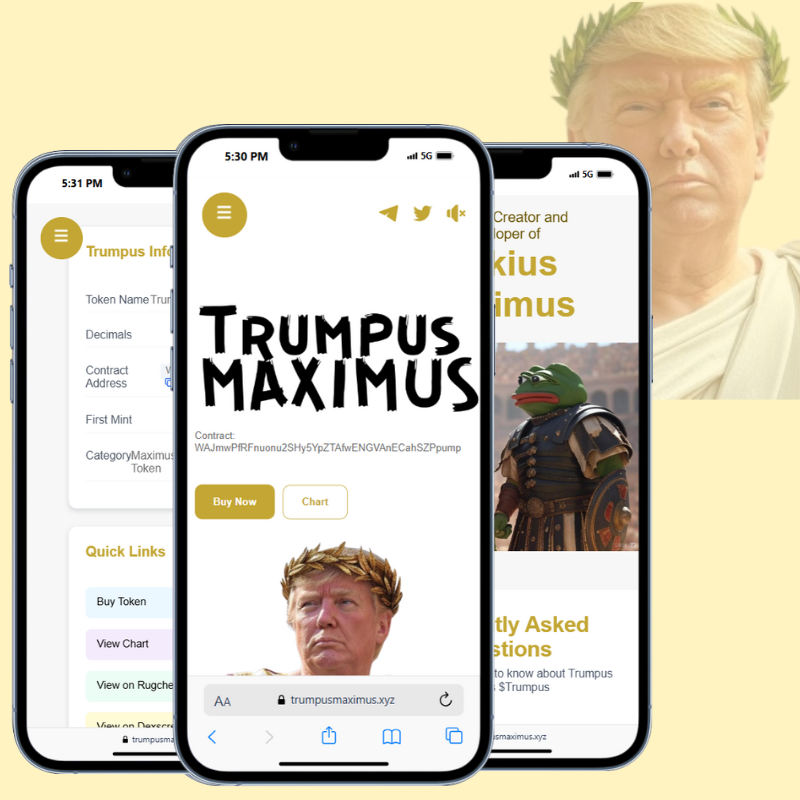 5:31 PM
Trumpus Info
Token Name Tru
Decimals
Contract
Address
First Mint
Category Maximus
Token
Quick Links
Buy Token
View Chart
View on Rugche
View on Dexscre
trumpusma
5:30 PM
5G
TRUMPUS
MAXIMUS
Contract:
WAJmwPfRFnuonu2SHy5YpZTAfwENGVAnECahSZPpump
Buy Now
Chart
AA
trumpusmaximus.xyz
5G
Creator and
loper of
kius
imus
tly Asked
stions
to know about Trumpus
s $Trumpus
usmaximus.xyz